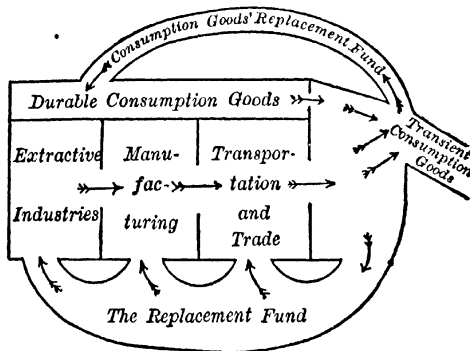 Consumption Goods' Replacement Fund
Durable Consumption Goods
Transient
Consumption
Goods
Extractive
Industries
Manu-
fac-
turing
Transpor-
tation
and
Trade
The Replacement Fund